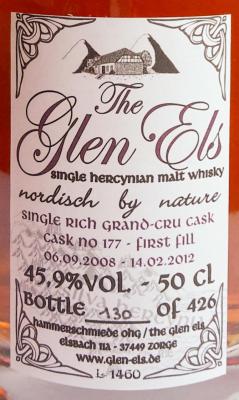 The
Glen Els
single hercynian malt whisky
nordisch by nature
single rich grand-cru cask
cask no 177 - first fill
06.09.2008 - 14.02.2012
45,9%vol. - 50 cl
Bottle 130 of 426
hammerschmiede ohg / the glen els
elsbach 11a - 37449 zorge
www.glen-els.de
L: 1460